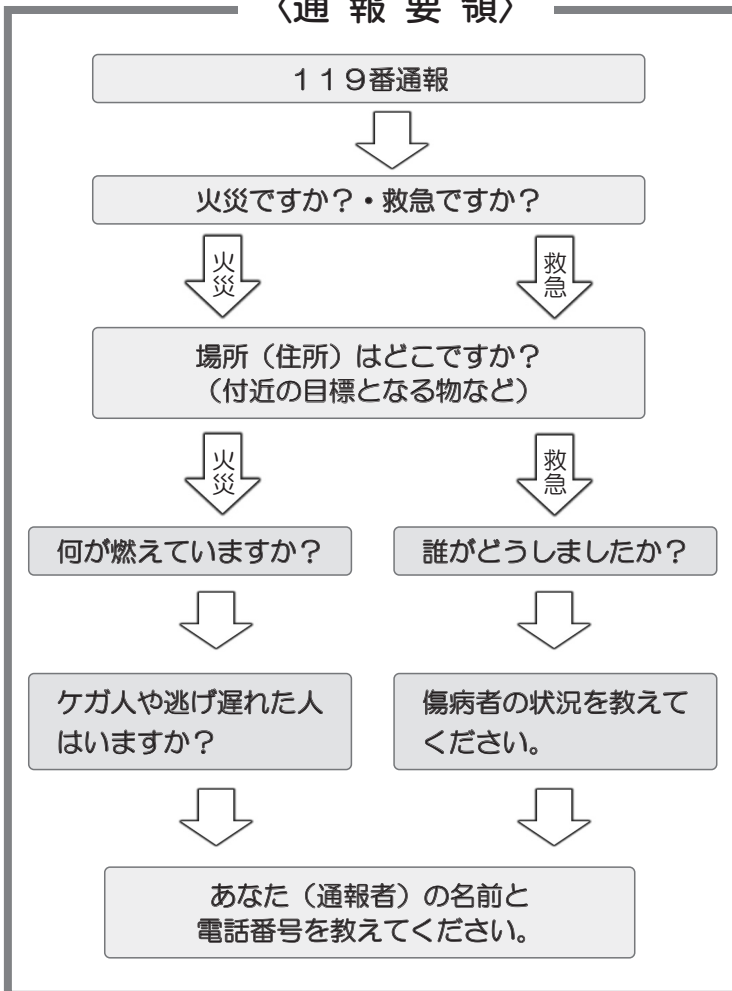 〈通 報 要 領〉
１１９番通報
火災ですか？・救急ですか？
火災
救急
場所（住所）はどこですか？
（付近の目標となる物など）
火災
救急
何が燃えていますか？
誰がどうしましたか？
ケガ人や逃げ遅れた人
はいますか？
傷病者の状況を教えて
ください。
あなた（通報者）の名前と
電話番号を教えてください。